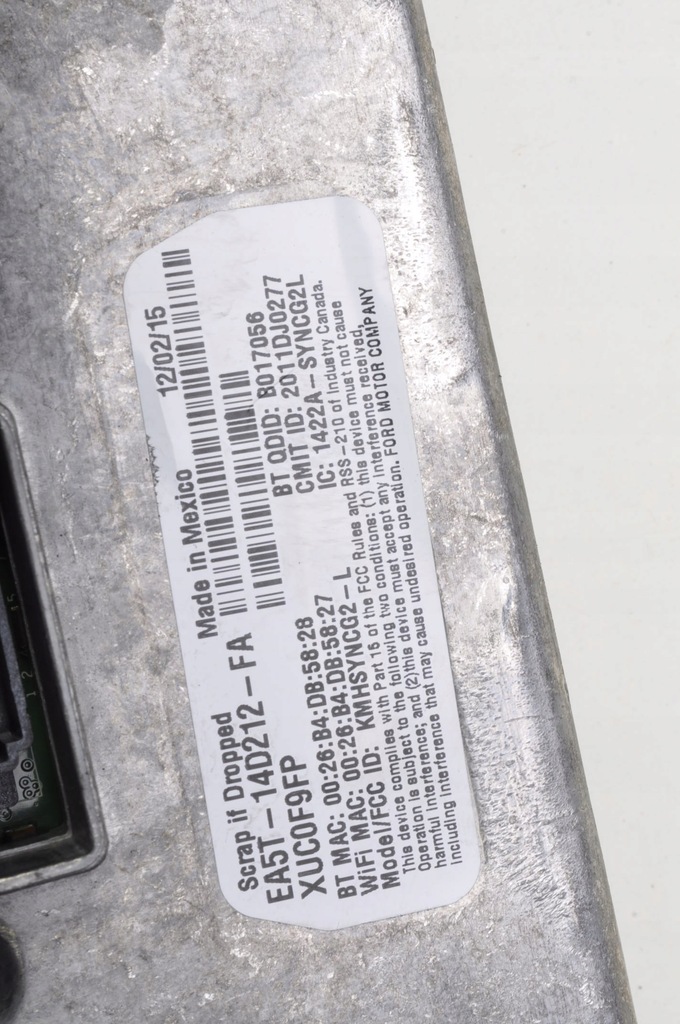 Scrap if Dropped Made in Mexico 12/02/15
EA5T-14D212-FA
XUC0F9FP
BT MAC: 00:26:B4:DB:58:28 BT QDID: B017056
WiFi MAC: 00:26:B4:DB:58:27 CMIT ID: 2011DJ0277
Model/FCC ID: KMHSYNCG2-L IC: 1422A-SYNCG2L
This device complies with Part 15 of the FCC Rules and RSS-210 of Industry Canada.
Operation is subject to the following two conditions: (1) this device must not cause
harmful interference; and (2)this device must accept any interference received,
including interference that may cause undesired operation. FORD MOTOR COMPANY